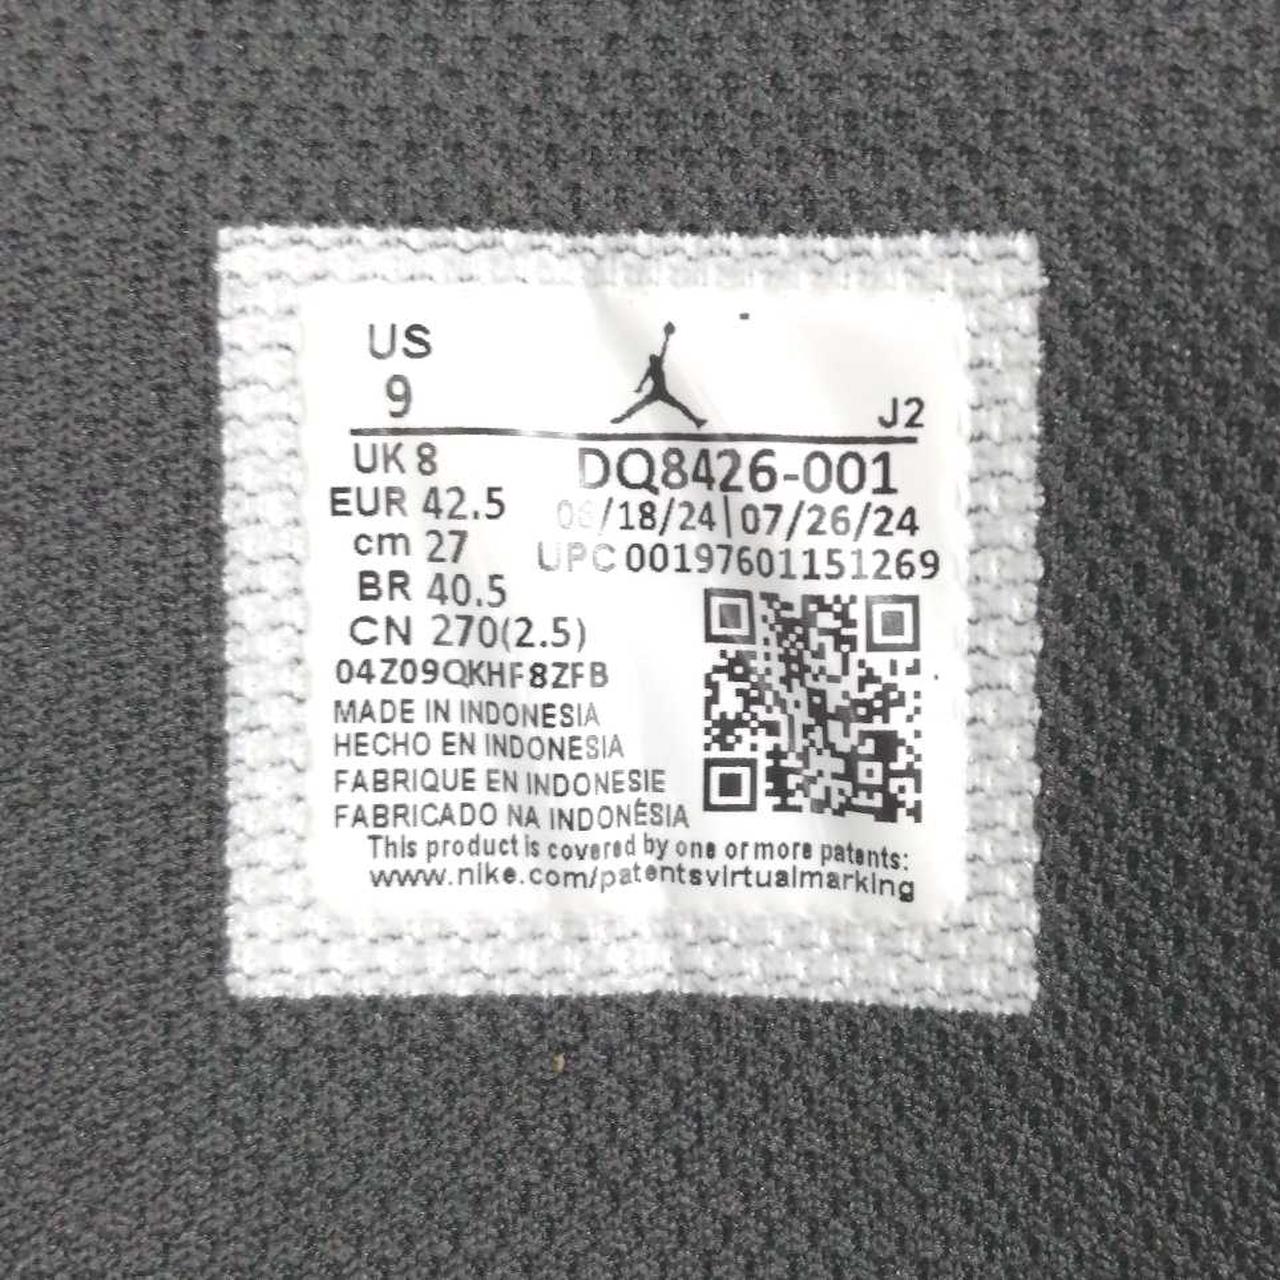 US
9
J2
UK 8
DQ8426-001
EUR 42.5
06/18/24|07/26/24
cm 27
UPC 00197601151269
BR 40.5
CN 270(2.5)
04Z09QKHF8ZFB
MADE IN INDONESIA
HECHO EN INDONESIA
FABRIQUE EN INDONESIE
FABRICADO NA INDONÉSIA
This product is covered by one or more patents:
www.nike.com/patentsvirtualmarking